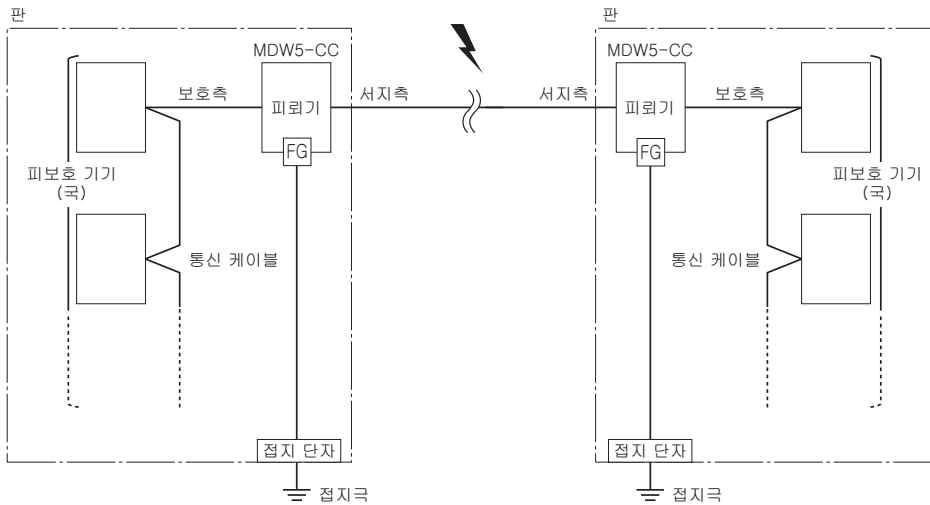 판
판
MDW5-CC
MDW5-CC
보호측
피뢰기
서지측
서지측
피뢰기
보호측
FG
FG
피보호 기기
(국)
피보호 기기
(국)
통신 케이블
통신 케이블
접지 단자
접지 단자
접지극
접지극